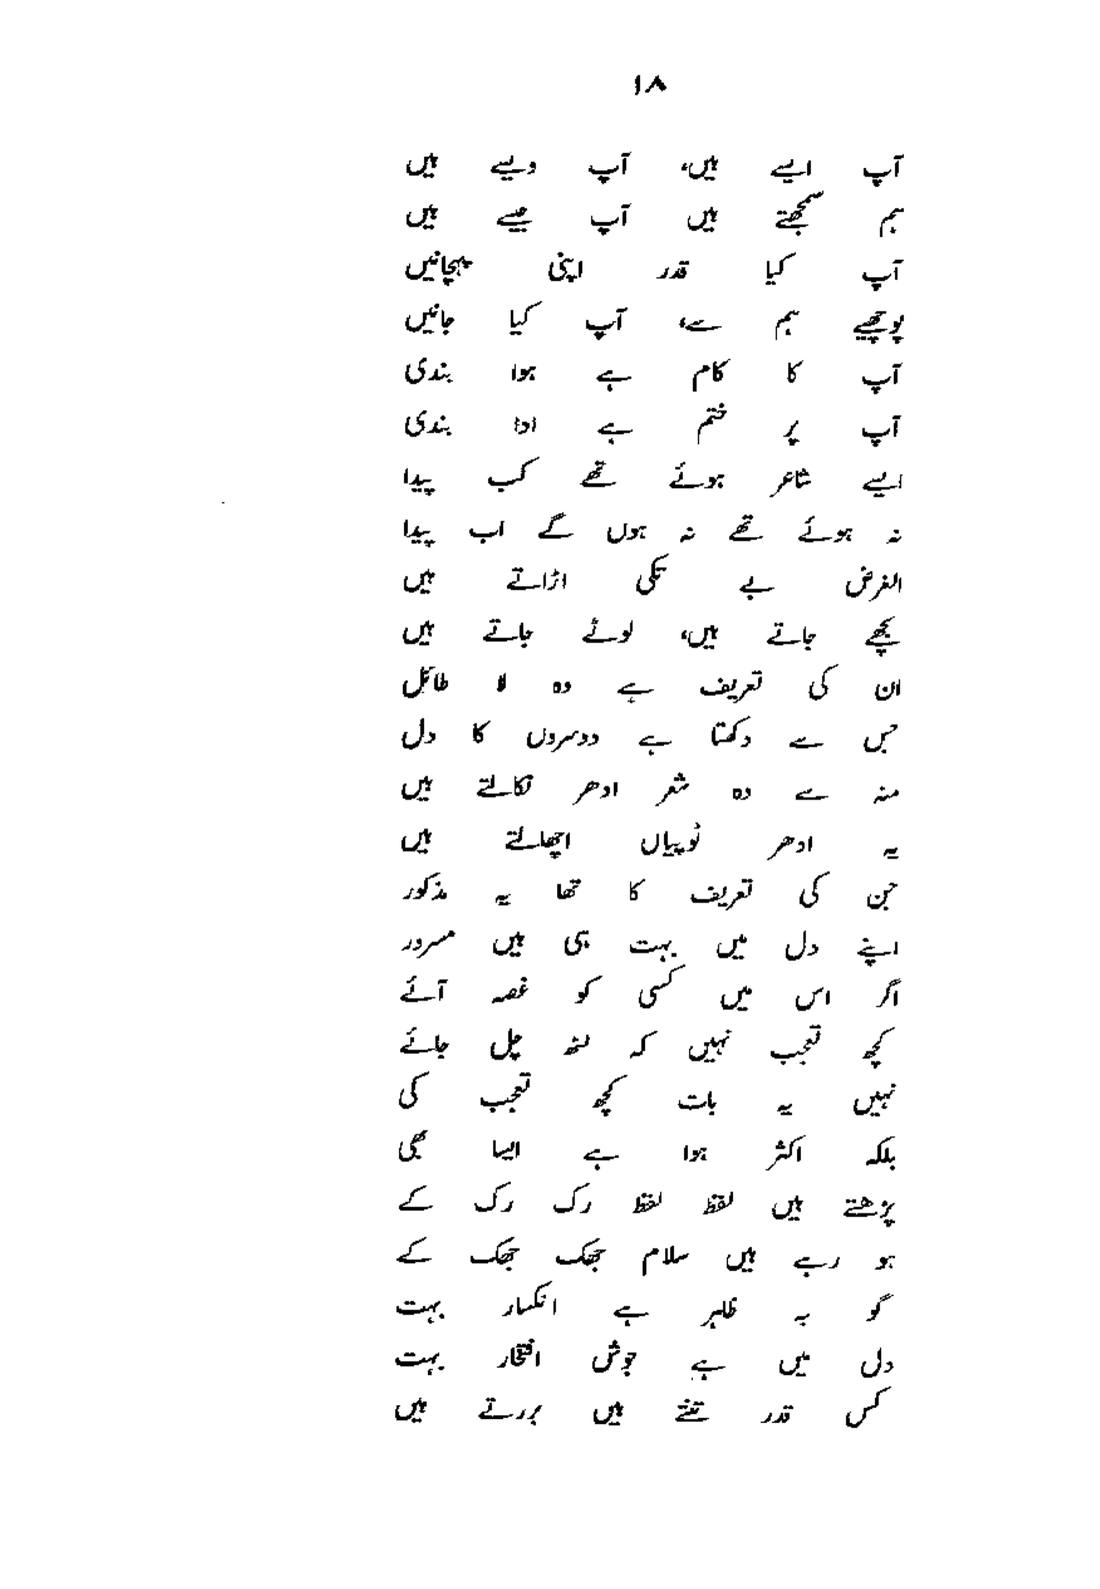 ۱۸
آپ ایسے ہیں، آپ ویسے ہیں
ہم سمجھتے ہیں آپ جیسے ہیں
آپ کیا قدر اپنی پہچانیں
پوچھیے ہم سے، آپ کیا جانیں
آپ کا کام ہے ہوا بندی
آپ پر ختم ہے ادا بندی
ایسے شاعر ہوئے تھے کب پیدا
نہ ہوئے تھے نہ ہوں گے اب پیدا
الغرض بے تکی اڑاتے ہیں
بچھے جاتے ہیں، لوٹے جاتے ہیں
ان کی تعریف ہے وہ لا طائل
جس سے دکھتا ہے دوسروں کا دل
منہ سے وہ شعر ادھر نکالتے ہیں
یہ ادھر ٹوپیاں اچھالتے ہیں
جن کی تعریف کا تھا یہ مذکور
اپنے دل میں بہت ہی ہیں مسرور
اگر اس میں کسی کو غصہ آئے
کچھ تعجب نہیں کہ لٹھ چل جائے
نہیں یہ بات کچھ تعجب کی
بلکہ اکثر ہوا ہے ایسا بھی
پڑھتے ہیں لفظ لفظ رک رک کے
ہو رہے ہیں سلام جھک جھک کے
گو بہ ظاہر ہے انکسار بہت
دل میں ہے جوش افتخار بہت
کس قدر تنتے ہیں بررتے ہیں